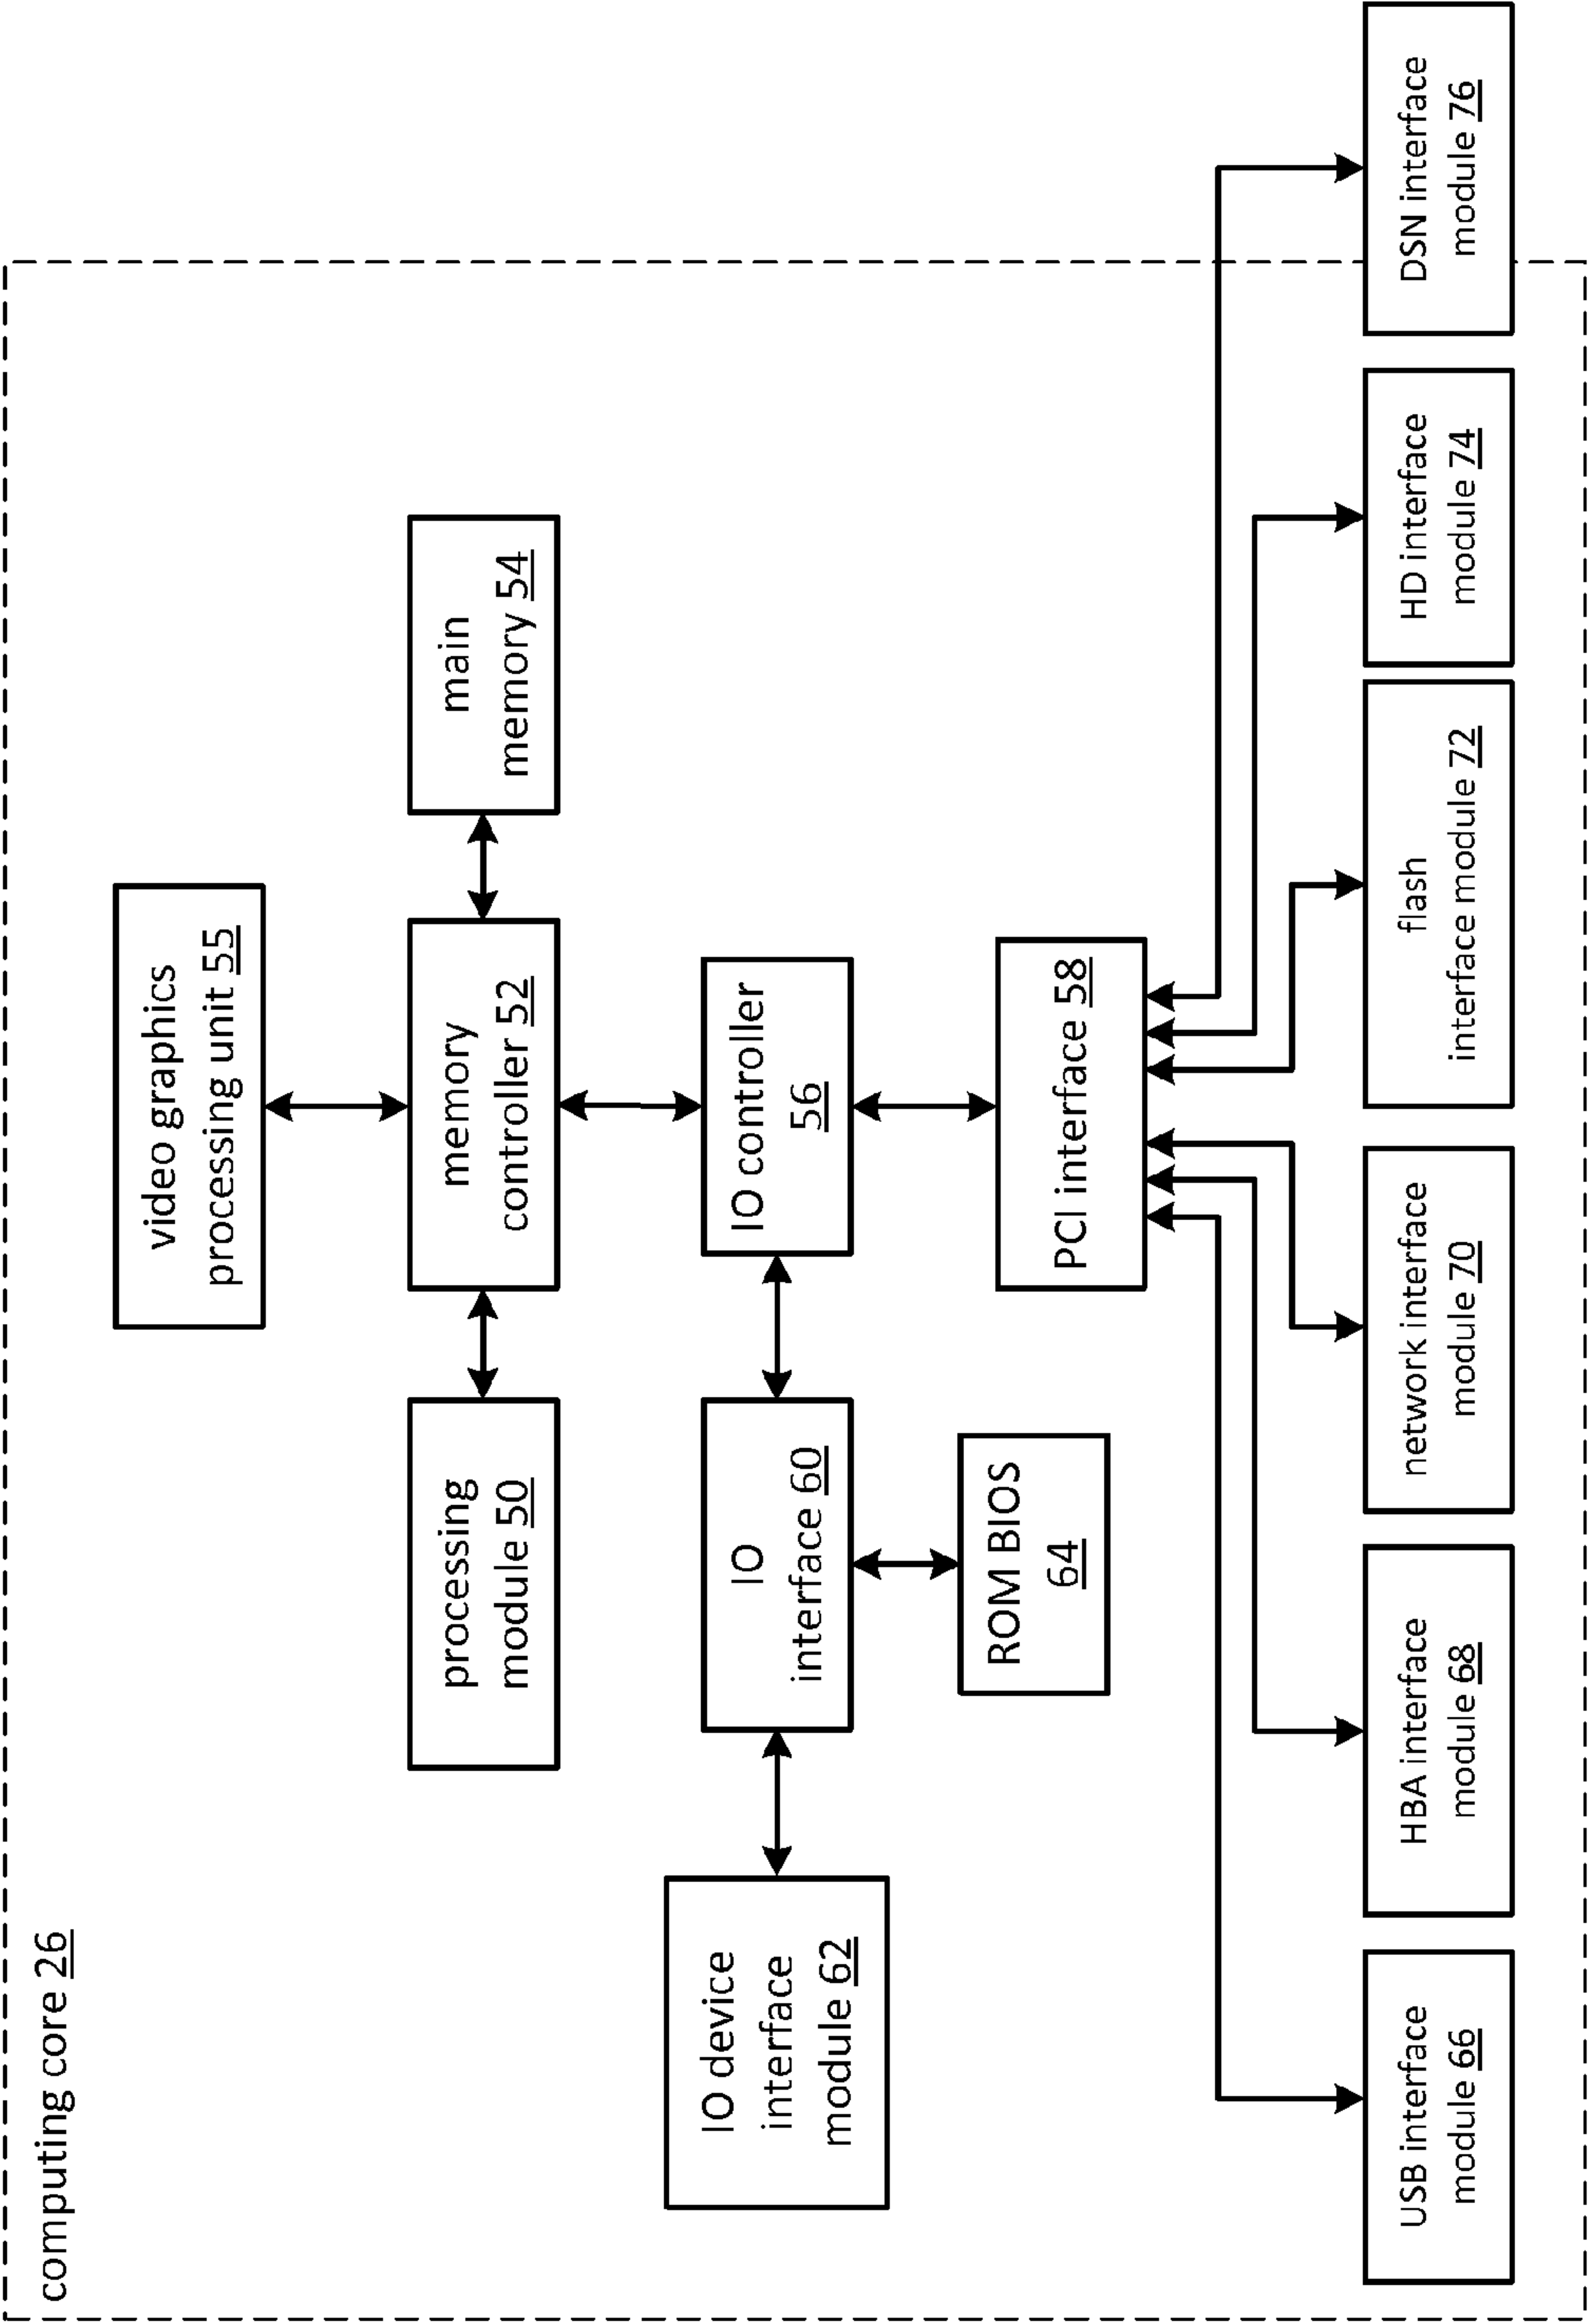 computing core 26
video graphics
processing unit 55
processing
module 50
memory
controller 52
main
memory 54
IO device
interface
module 62
IO
interface 60
IO controller
56
ROM BIOS
64
PCI interface 58
USB interface
module 66
HBA interface
module 68
network interface
module 70
flash
interface module 72
HD interface
module 74
DSN interface
module 76